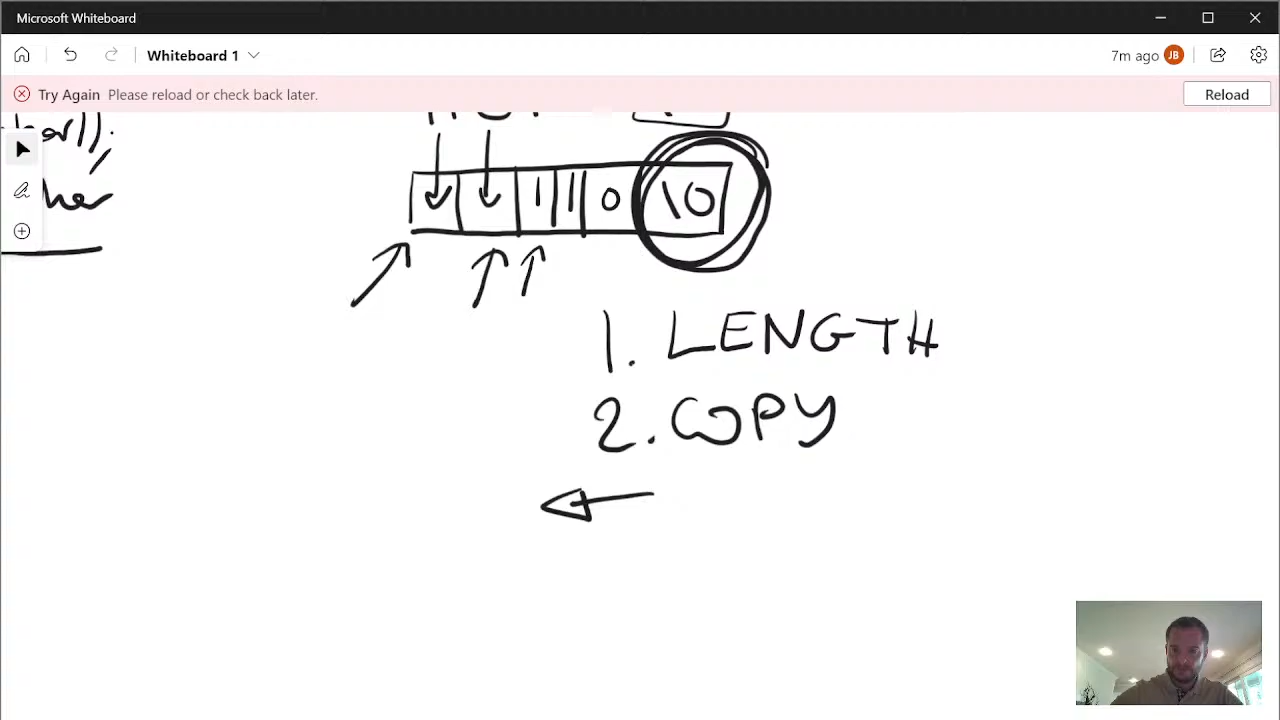 Microsoft Whiteboard
Whiteboard 1
7m ago JB
Try Again Please reload or check back later.
Reload
1 1 0 \0
1. LENGTH
2. COPY